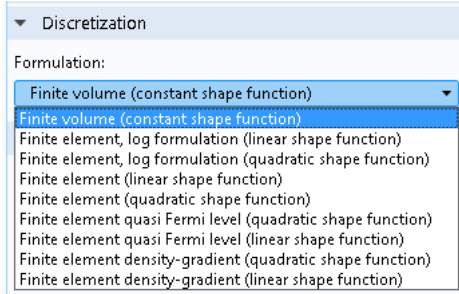 Discretization
Formulation:
Finite volume (constant shape function)
Finite volume (constant shape function)
Finite element, log formulation (linear shape function)
Finite element, log formulation (quadratic shape function)
Finite element (linear shape function)
Finite element (quadratic shape function)
Finite element quasi Fermi level (quadratic shape function)
Finite element quasi Fermi level (linear shape function)
Finite element density-gradient (quadratic shape function)
Finite element density-gradient (linear shape function)